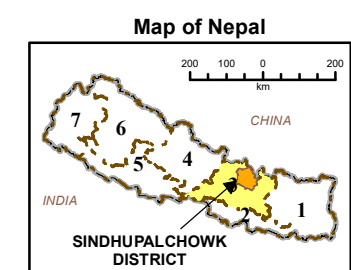 Map of Nepal
200 100 0 200
km
CHINA
7
6
4
5
INDIA
2
1
SINDHUPALCHOWK
DISTRICT